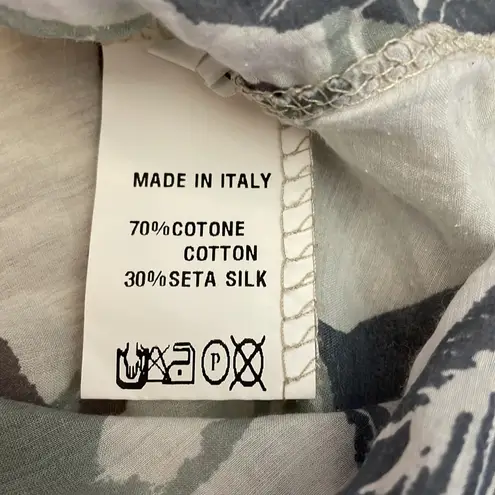 MADE IN ITALY
70%COTONE
COTTON
30%SETA SILK
P